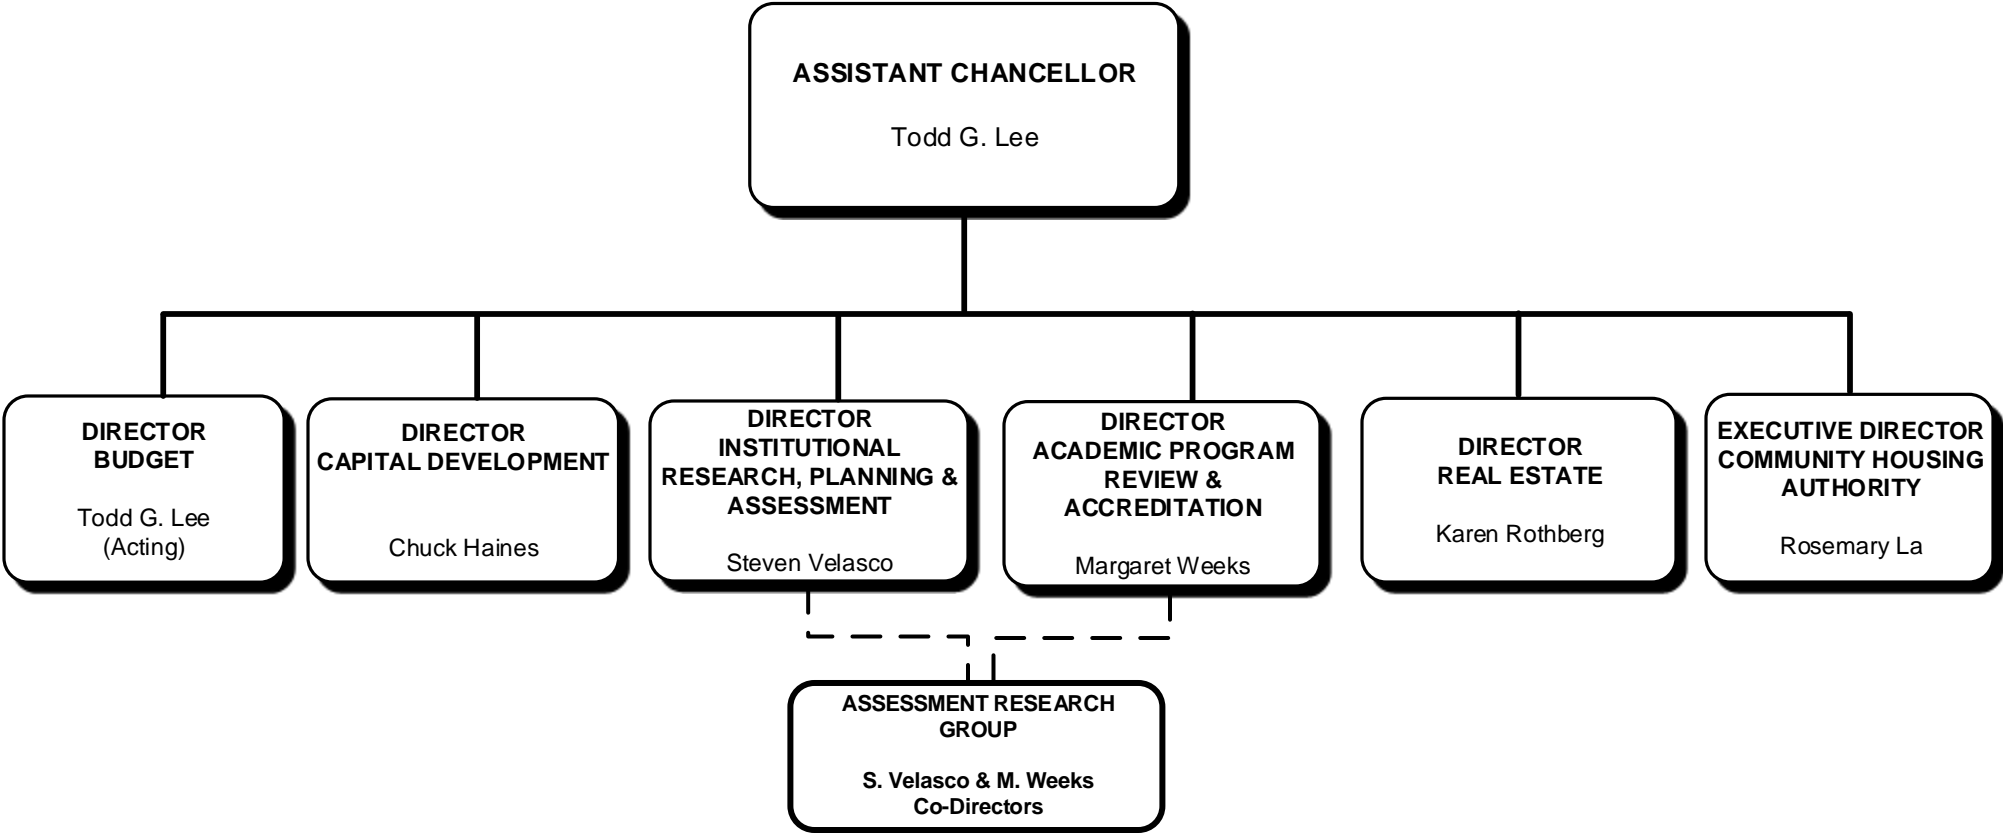 ASSISTANT CHANCELLOR
Todd G. Lee
DIRECTOR
BUDGET
Todd G. Lee
(Acting)
DIRECTOR
CAPITAL DEVELOPMENT
Chuck Haines
DIRECTOR
INSTITUTIONAL
RESEARCH, PLANNING &
ASSESSMENT
Steven Velasco
DIRECTOR
ACADEMIC PROGRAM
REVIEW &
ACCREDITATION
Margaret Weeks
DIRECTOR
REAL ESTATE
Karen Rothberg
EXECUTIVE DIRECTOR
COMMUNITY HOUSING
AUTHORITY
Rosemary La
ASSESSMENT RESEARCH
GROUP
S. Velasco & M. Weeks
Co-Directors